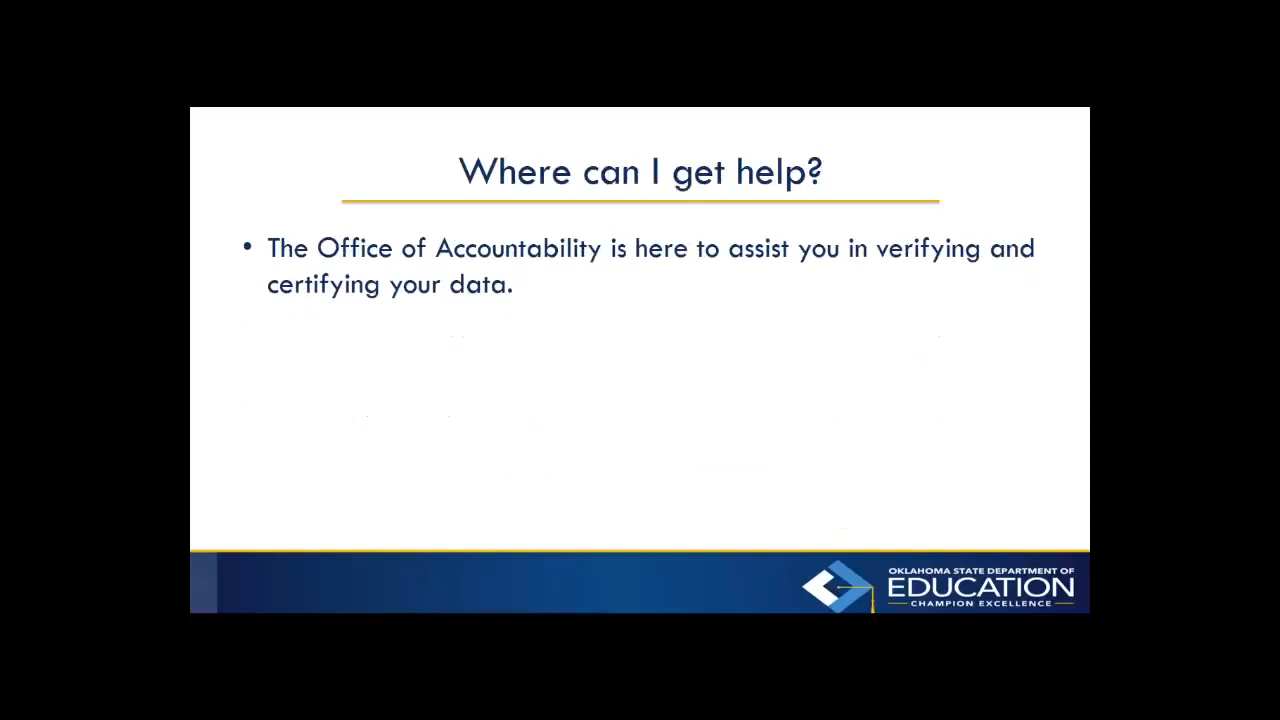 Where can I get help?
• The Office of Accountability is here to assist you in verifying and
certifying your data.
OKLAHOMA STATE DEPARTMENT OF
EDUCATION
CHAMPION EXCELLENCE